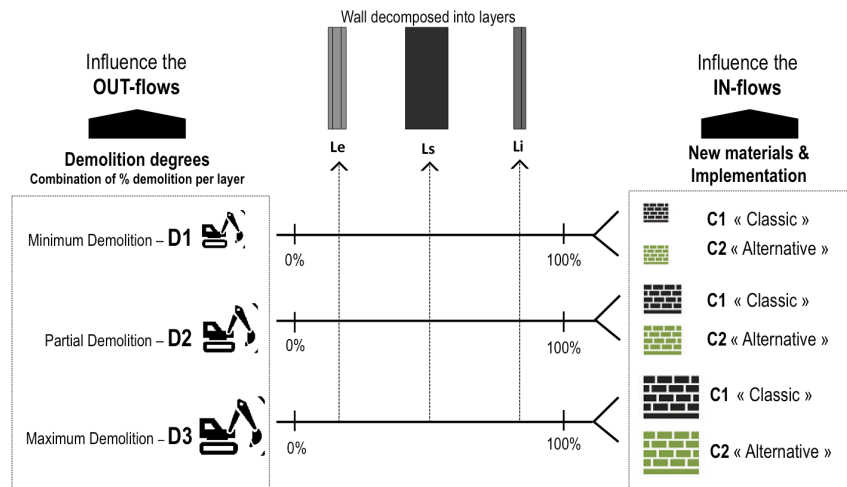 Wall decomposed into layers
Influence the
OUT-flows
Influence the
IN-flows
Le
Ls
Li
Demolition degrees
Combination of % demolition per layer
New materials &
Implementation
Minimum Demolition – D1
0%
100%
C1 « Classic »
C2 « Alternative »
Partial Demolition – D2
0%
100%
C1 « Classic »
C2 « Alternative »
Maximum Demolition – D3
0%
100%
C1 « Classic »
C2 « Alternative »